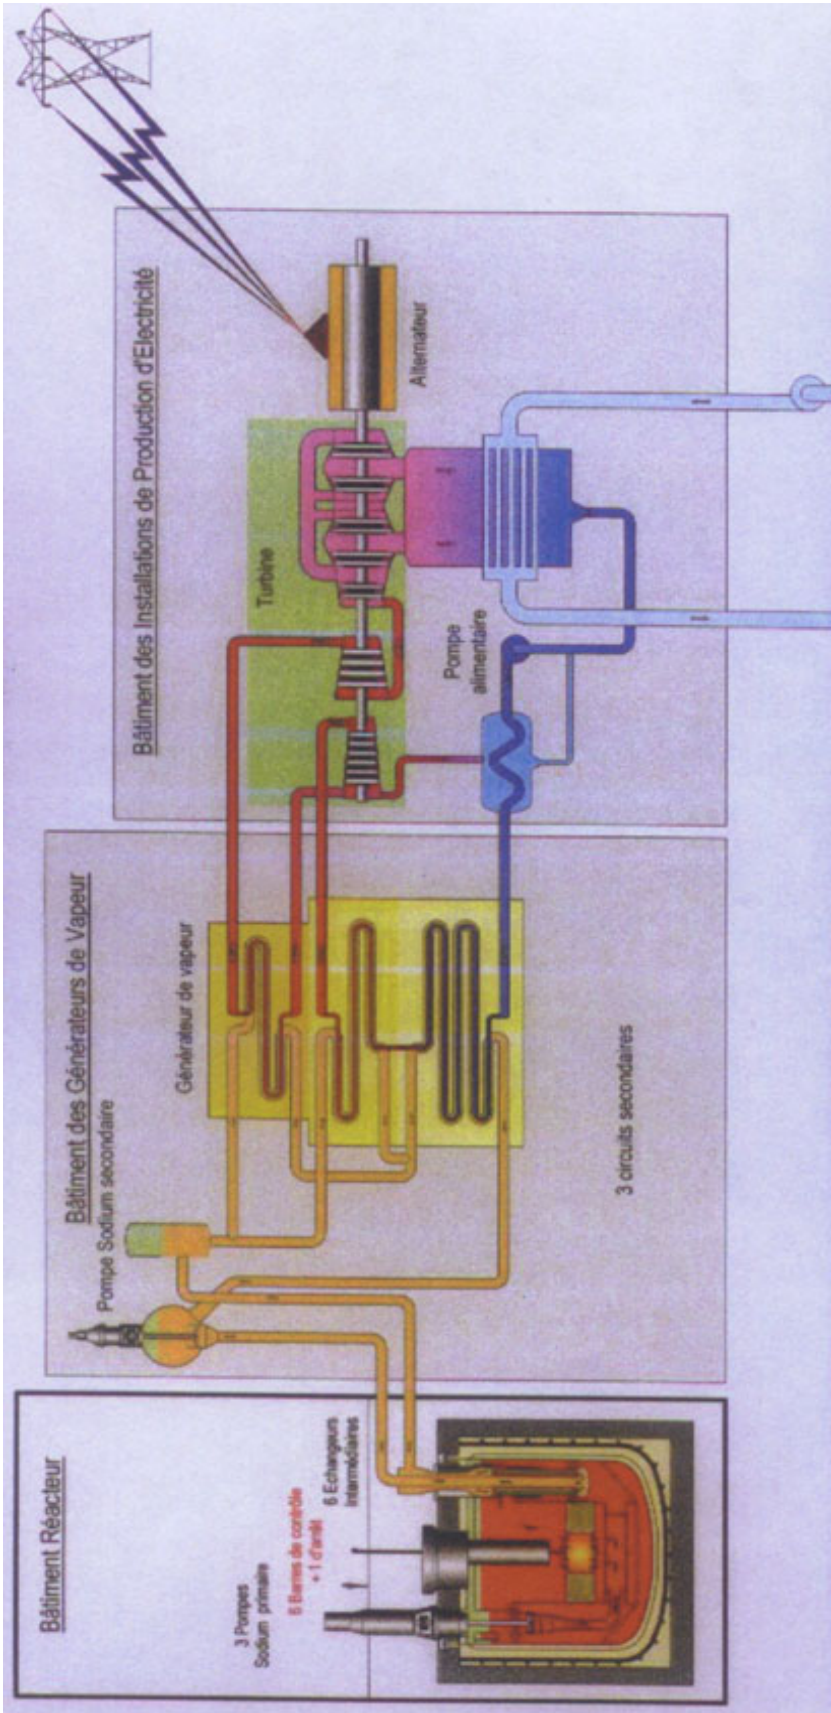 Bâtiment Réacteur
3 Pompes
Sodium primaire
6 Barres de contrôle
+ 1 d'arrêt
6 Echangeurs
Intermédiaires
Bâtiment des Générateurs de Vapeur
Pompe Sodium secondaire
Générateur de vapeur
3 circuits secondaires
Bâtiment des Installations de Production d'Electricité
Turbine
Pompe
alimentaire
Alternateur